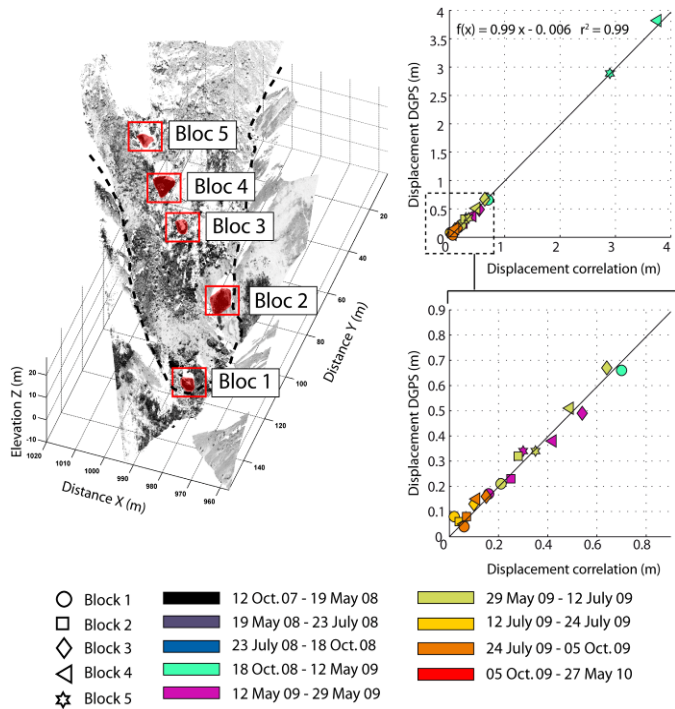 Bloc 5
Bloc 4
Bloc 3
Bloc 2
Bloc 1
20
40
60
80
100
120
140
Distance Y (m)
Elevation Z (m)
20
10
0
-10
1020
1010
1000
990
980
970
960
Distance X (m)
f(x) = 0.99 x - 0.006 r² = 0.99
Displacement DGPS (m)
4
3.5
3
2.5
2
1.5
1
0.5
0
0
1
2
3
4
Displacement correlation (m)
Displacement DGPS (m)
0.9
0.8
0.7
0.6
0.5
0.4
0.3
0.2
0.1
0
0
0.2
0.4
0.6
0.8
Displacement correlation (m)
Block 1
Block 2
Block 3
Block 4
Block 5
12 Oct. 07 - 19 May 08
19 May 08 - 23 July 08
23 July 08 - 18 Oct. 08
18 Oct. 08 - 12 May 09
12 May 09 - 29 May 09
29 May 09 - 12 July 09
12 July 09 - 24 July 09
24 July 09 - 05 Oct. 09
05 Oct. 09 - 27 May 10